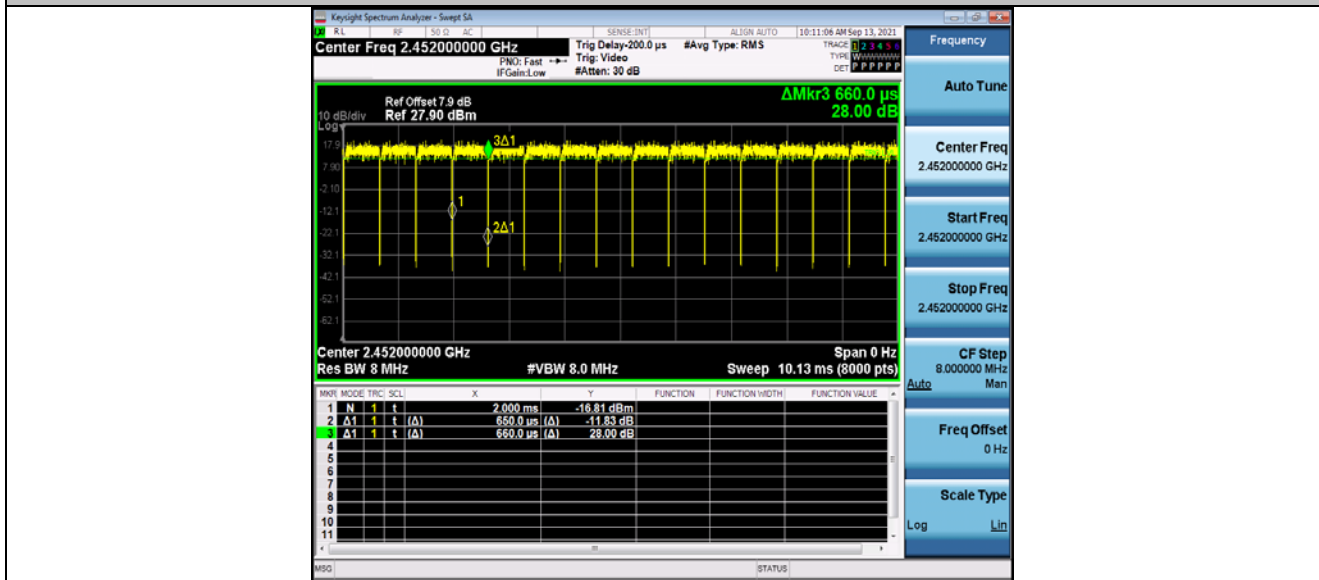 Keysight Spectrum Analyzer - Swept SA
RL RF 50 Ω AC SENSE:INT ALIGN AUTO 10:11:06 AM Sep 13, 2021
Center Freq 2.452000000 GHz
PNO: Fast
IFGain:Low
Trig Delay-200.0 µs
Trig: Video
#Atten: 30 dB
#Avg Type: RMS
TRACE 1 2 3 4 5 6
TYPE WWWWWW
DET P P P P P P
ΔMkr3 660.0 µs
28.00 dB
Ref Offset 7.9 dB
10 dB/div Ref 27.90 dBm
Log
17.9
7.90
-2.10
-12.1
-22.1
-32.1
-42.1
-52.1
-62.1
3Δ1
1
2Δ1
Center 2.452000000 GHz Span 0 Hz
Res BW 8 MHz #VBW 8.0 MHz Sweep 10.13 ms (8000 pts)
MKR MODE TRC SCL X Y FUNCTION FUNCTION WIDTH FUNCTION VALUE
1 N 1 t 2.000 ms -16.81 dBm
2 Δ1 1 t (Δ) 650.0 µs (Δ) -11.83 dB
3 Δ1 1 t (Δ) 660.0 µs (Δ) 28.00 dB
4
5
6
7
8
9
10
11
MSG STATUS
Frequency
Auto Tune
Center Freq
2.452000000 GHz
Start Freq
2.452000000 GHz
Stop Freq
2.452000000 GHz
CF Step
8.000000 MHz
Auto Man
Freq Offset
0 Hz
Scale Type
Log Lin